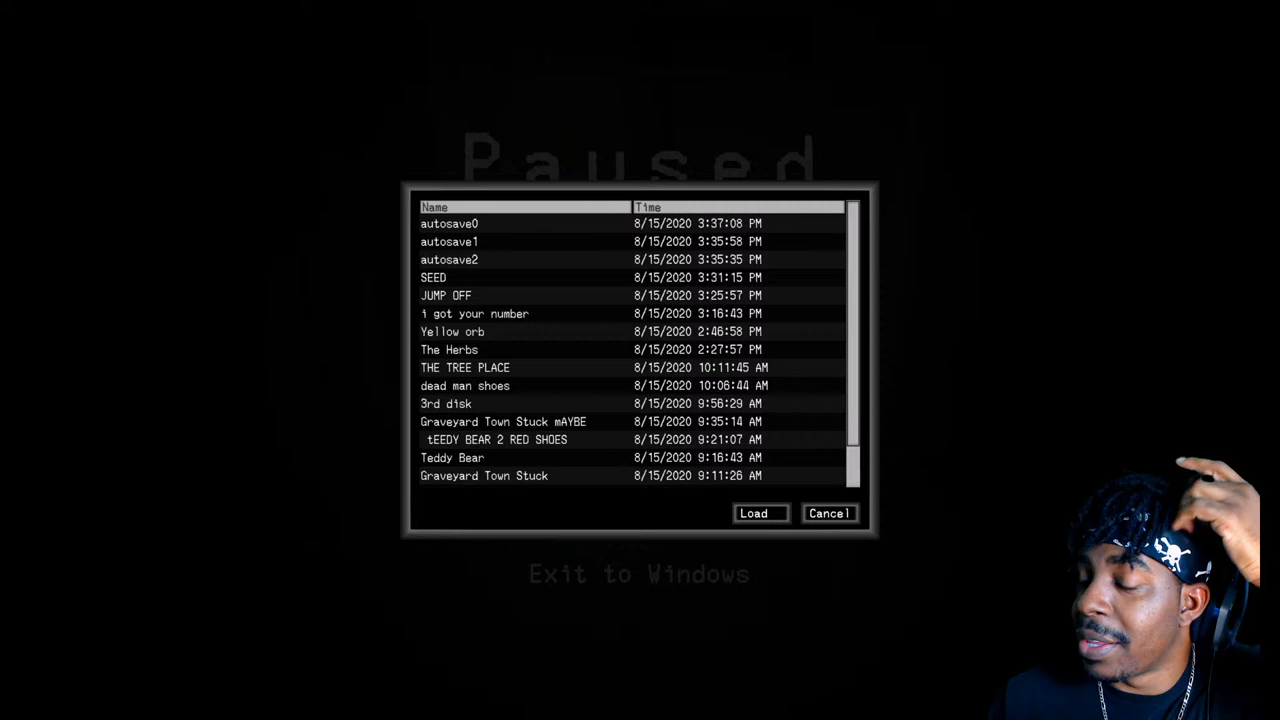 Paused
Name Time
autosave0 8/15/2020 3:37:08 PM
autosave1 8/15/2020 3:35:58 PM
autosave2 8/15/2020 3:35:35 PM
SEED 8/15/2020 3:31:15 PM
JUMP OFF 8/15/2020 3:25:57 PM
i got your number 8/15/2020 3:16:43 PM
Yellow orb 8/15/2020 2:46:58 PM
The Herbs 8/15/2020 2:27:57 PM
THE TREE PLACE 8/15/2020 10:11:45 AM
dead man shoes 8/15/2020 10:06:44 AM
3rd disk 8/15/2020 9:56:29 AM
Graveyard Town Stuck mAYBE 8/15/2020 9:35:14 AM
tEEDY BEAR 2 RED SHOES 8/15/2020 9:21:07 AM
Teddy Bear 8/15/2020 9:16:43 AM
Graveyard Town Stuck 8/15/2020 9:11:26 AM
Load Cancel
Exit to Windows